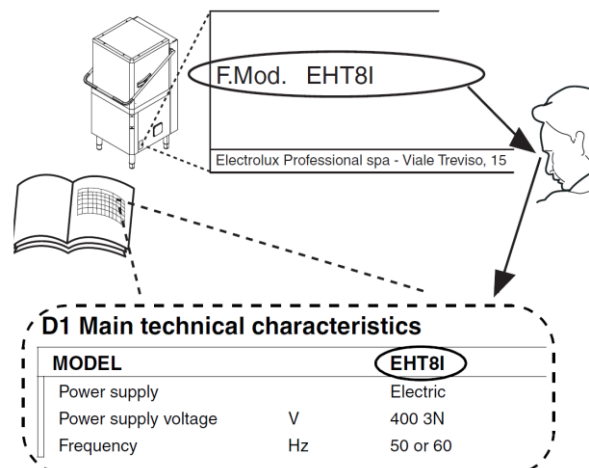 F.Mod. EHT8I
Electrolux Professional spa - Viale Treviso, 15
D1 Main technical characteristics
MODEL EHT8I
Power supply Electric
Power supply voltage V 400 3N
Frequency Hz 50 or 60